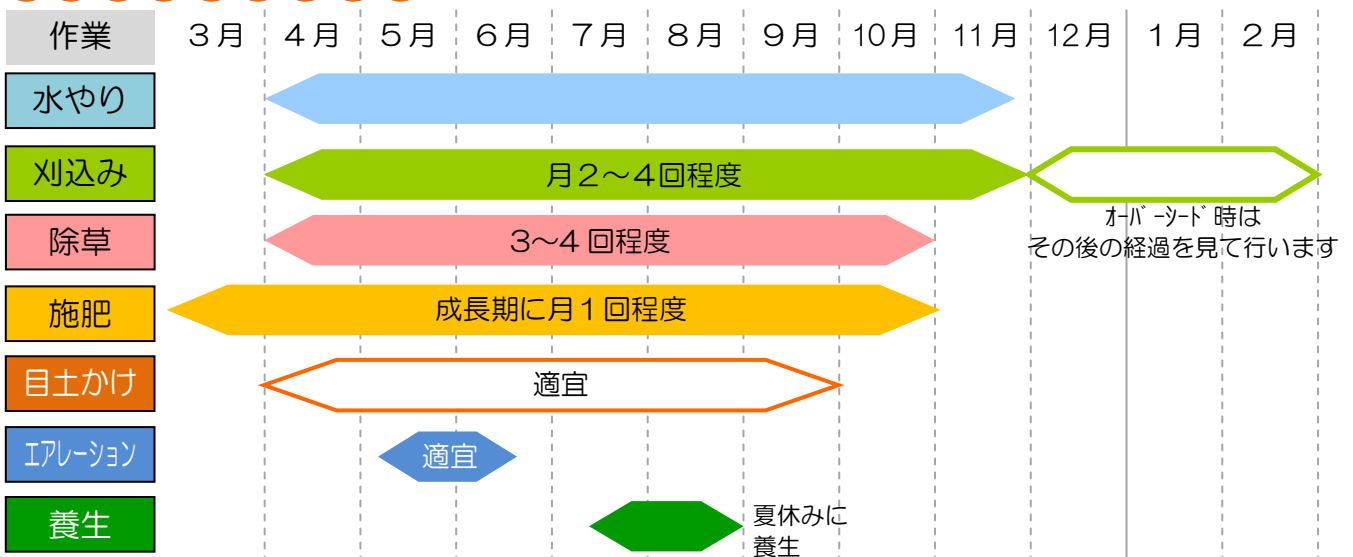 作業 3月 4月 5月 6月 7月 8月 9月 10月 11月 12月 1月 2月
水やり
刈込み 月2～4回程度
ｵｰﾊﾞｰｼｰﾄﾞ時は
その後の経過を見て行います
除草 3～4回程度
施肥 成長期に月1回程度
目土かけ 適宜
ｴｱﾚｰｼｮﾝ 適宜
養生 夏休みに
養生